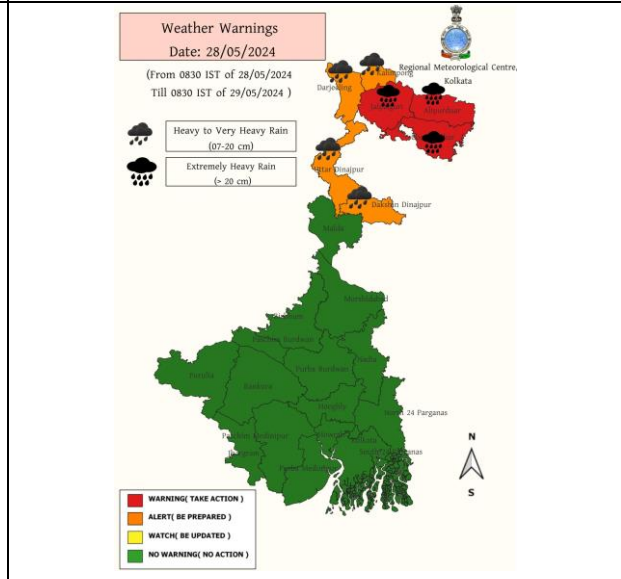 Weather Warnings
Date: 28/05/2024
(From 0830 IST of 28/05/2024
Till 0830 IST of 29/05/2024 )
Regional Meteorological Centre,
Kolkata
Heavy to Very Heavy Rain
(07-20 cm)
Extremely Heavy Rain
(> 20 cm)
Kalimpong
Darjeeling
Jalpaiguri
Alipurduar
Uttar Dinajpur
Dakshin Dinajpur
Malda
Murshidabad
Birbhum
Paschim Burdwan
Nadia
Purba Burdwan
Purulia
Bankura
Hooghly
North 24 Parganas
Paschim Medinipur
Howrah
Kolkata
Jhargram
South 24 Parganas
Purba Medinipur
N
S
WARNING( TAKE ACTION )
ALERT( BE PREPARED )
WATCH( BE UPDATED )
NO WARNING( NO ACTION )